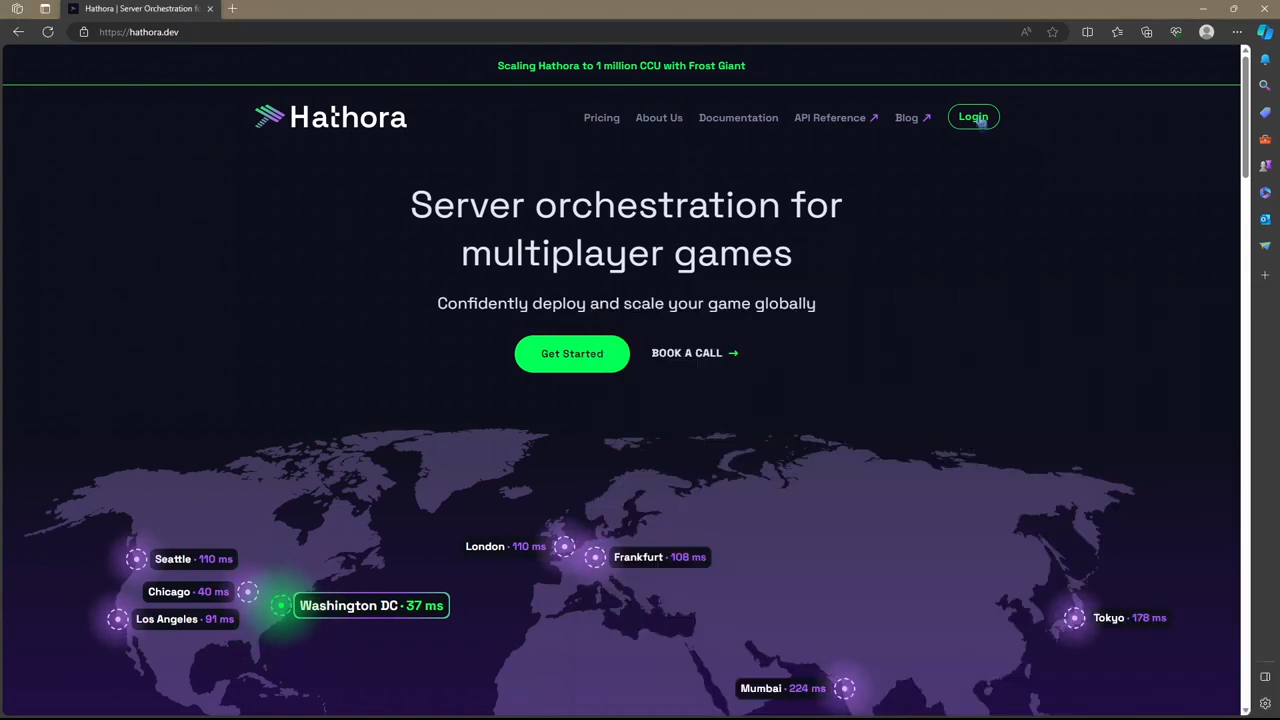 Hathora | Server Orchestration f
https://hathora.dev
Scaling Hathora to 1 million CCU with Frost Giant
Hathora
Pricing
About Us
Documentation
API Reference ↗
Blog ↗
Login
Server orchestration for
multiplayer games
Confidently deploy and scale your game globally
Get Started
BOOK A CALL →
London · 110 ms
Frankfurt · 108 ms
Seattle · 110 ms
Chicago · 40 ms
Washington DC · 37 ms
Los Angeles · 91 ms
Tokyo · 178 ms
Mumbai · 224 ms